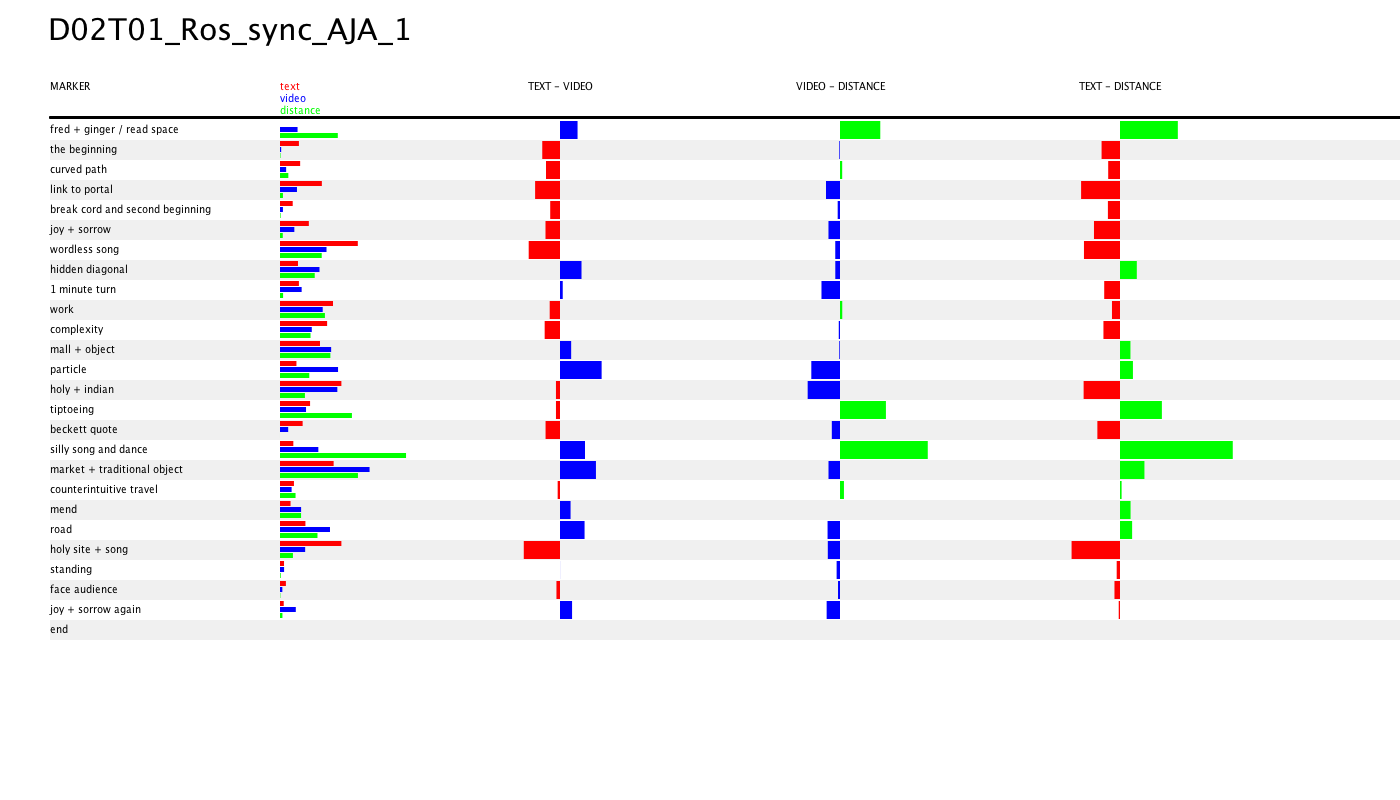 D02T01_Ros_sync_AJA_1
MARKER text TEXT - VIDEO VIDEO - DISTANCE TEXT - DISTANCE
video
distance
fred + ginger / read space
the beginning
curved path
link to portal
break cord and second beginning
joy + sorrow
wordless song
hidden diagonal
1 minute turn
work
complexity
mall + object
particle
holy + indian
tiptoeing
beckett quote
silly song and dance
market + traditional object
counterintuitive travel
mend
road
holy site + song
standing
face audience
joy + sorrow again
end